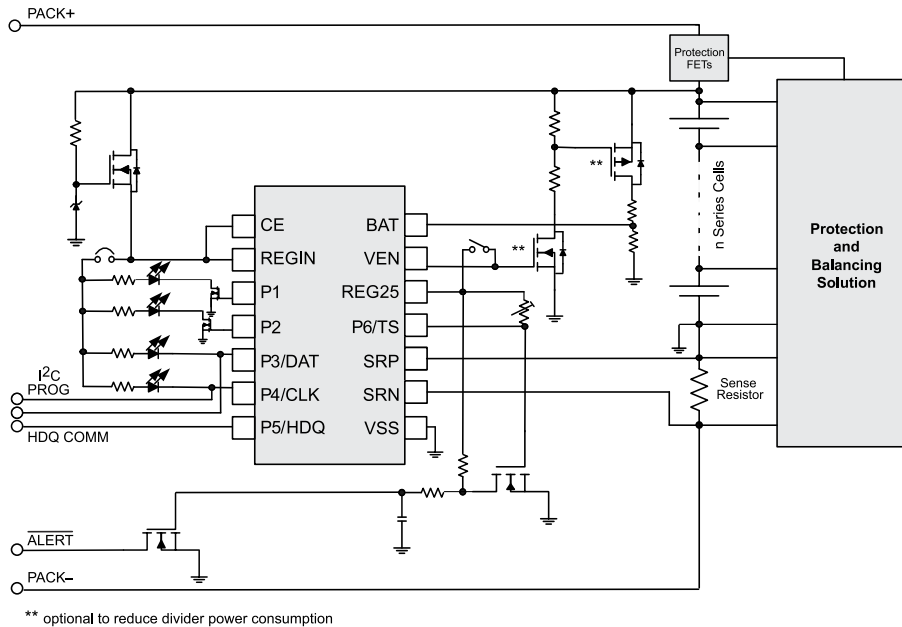 PACK+
Protection
FETs
**
n Series Cells
Protection
and
Balancing
Solution
CE
REGIN
P1
P2
P3/DAT
P4/CLK
P5/HDQ
BAT
VEN
REG25
P6/TS
SRP
SRN
VSS
**
I²C
PROG
HDQ COMM
Sense
Resistor
ALERT
PACK–
** optional to reduce divider power consumption